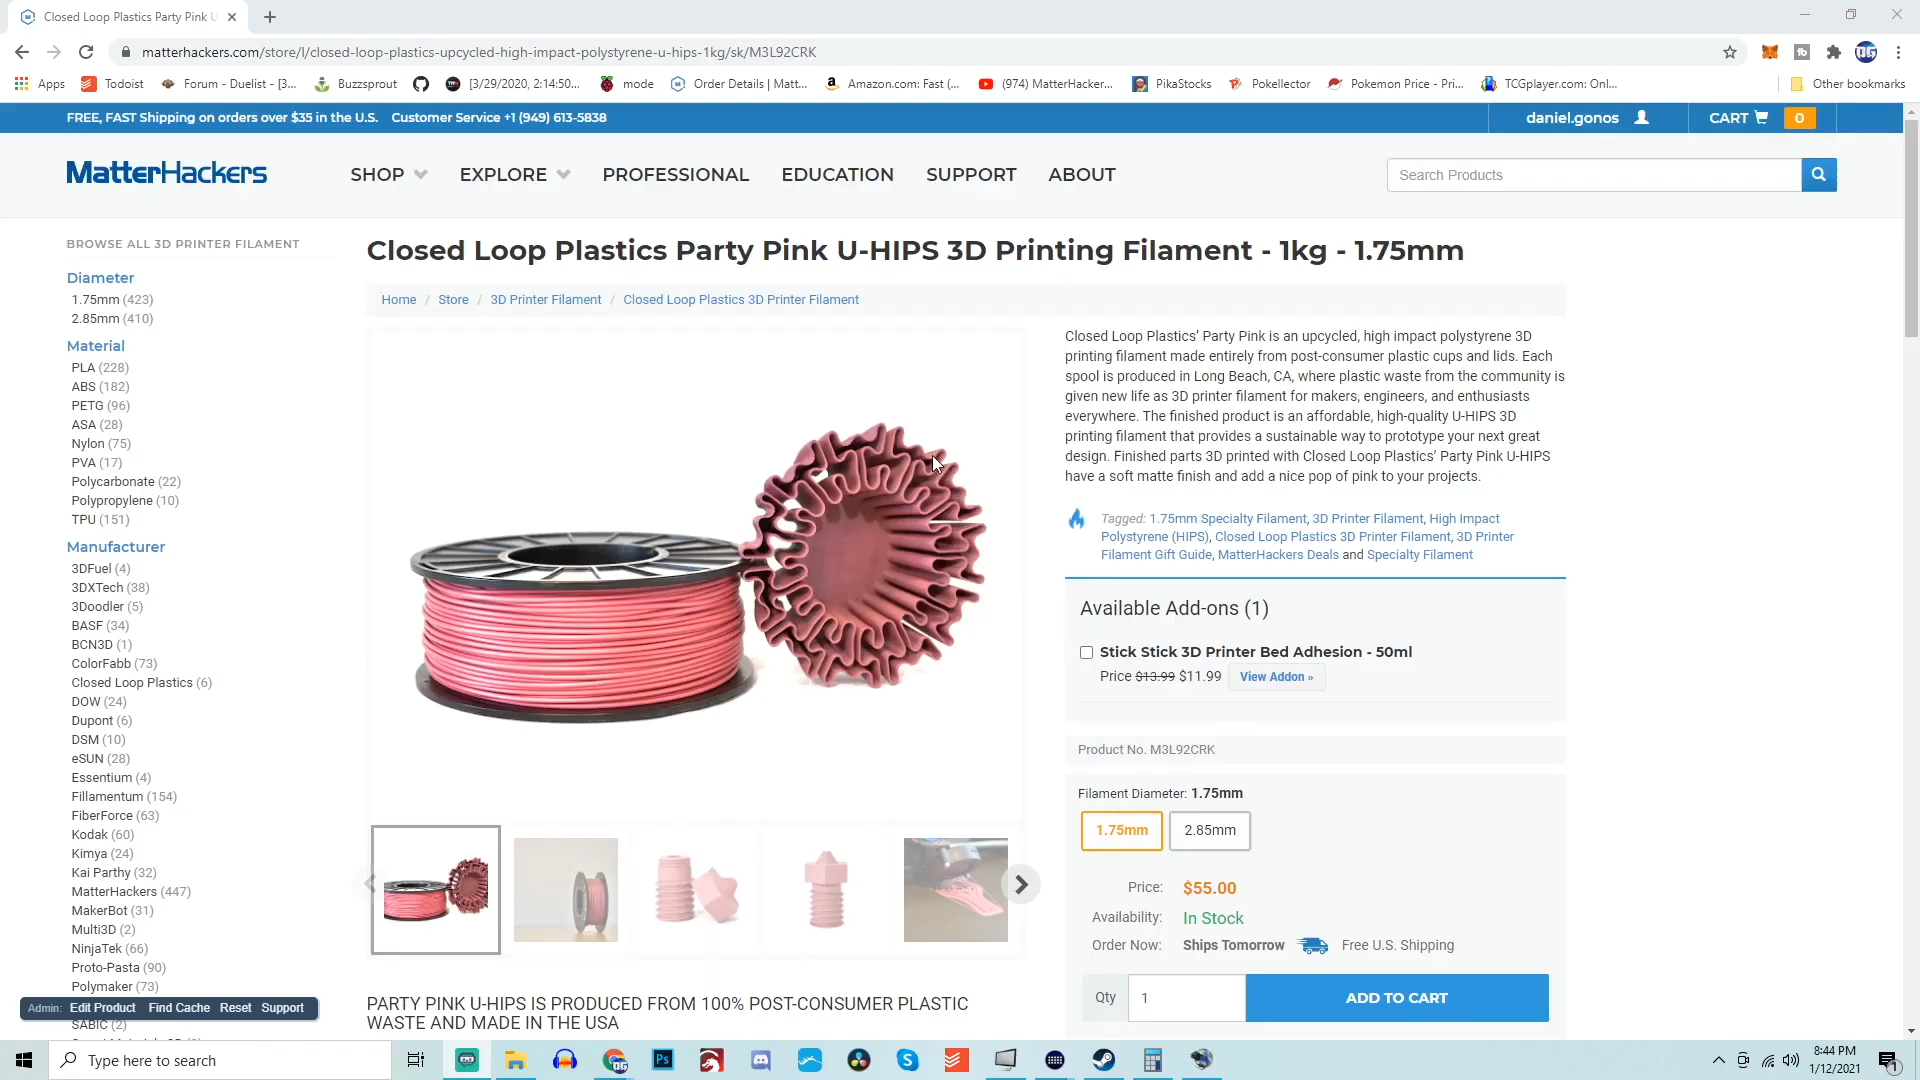 Closed Loop Plastics Party Pink U
matterhackers.com/store/l/closed-loop-plastics-upcycled-high-impact-polystyrene-u-hips-1kg/sk/M3L92CRK
Apps Todoist Forum - Duelist - [3... Buzzsprout [3/29/2020, 2:14:50... mode Order Details | Matt... Amazon.com: Fast (... (974) MatterHacker... PikaStocks Pokellector Pokemon Price - Pri... TCGplayer.com: Onl... Other bookmarks
FREE, FAST Shipping on orders over $35 in the U.S. Customer Service +1 (949) 613-5838 daniel.gonos CART 0
MatterHackers SHOP EXPLORE PROFESSIONAL EDUCATION SUPPORT ABOUT Search Products
BROWSE ALL 3D PRINTER FILAMENT
Diameter
1.75mm (423)
2.85mm (410)
Material
PLA (228)
ABS (182)
PETG (96)
ASA (28)
Nylon (75)
PVA (17)
Polycarbonate (22)
Polypropylene (10)
TPU (151)
Manufacturer
3DFuel (4)
3DXTech (38)
3Doodler (5)
BASF (34)
BCN3D (1)
ColorFabb (73)
Closed Loop Plastics (6)
DOW (24)
Dupont (6)
DSM (10)
eSUN (28)
Essentium (4)
Fillamentum (154)
FiberForce (63)
Kodak (60)
Kimya (24)
Kai Parthy (32)
MatterHackers (447)
MakerBot (31)
Multi3D (2)
NinjaTek (66)
Proto-Pasta (90)
Polymaker (73)
Admin: Edit Product Find Cache Reset Support
SABIC (2)
Closed Loop Plastics Party Pink U-HIPS 3D Printing Filament - 1kg - 1.75mm
Home / Store / 3D Printer Filament / Closed Loop Plastics 3D Printer Filament
PARTY PINK U-HIPS IS PRODUCED FROM 100% POST-CONSUMER PLASTIC
WASTE AND MADE IN THE USA
Closed Loop Plastics’ Party Pink is an upcycled, high impact polystyrene 3D
printing filament made entirely from post-consumer plastic cups and lids. Each
spool is produced in Long Beach, CA, where plastic waste from the community is
given new life as 3D printer filament for makers, engineers, and enthusiasts
everywhere. The finished product is an affordable, high-quality U-HIPS 3D
printing filament that provides a sustainable way to prototype your next great
design. Finished parts 3D printed with Closed Loop Plastics’ Party Pink U-HIPS
have a soft matte finish and add a nice pop of pink to your projects.
Tagged: 1.75mm Specialty Filament, 3D Printer Filament, High Impact
Polystyrene (HIPS), Closed Loop Plastics 3D Printer Filament, 3D Printer
Filament Gift Guide, MatterHackers Deals and Specialty Filament
Available Add-ons (1)
Stick Stick 3D Printer Bed Adhesion - 50ml
Price $13.99 $11.99 View Addon »
Product No. M3L92CRK
Filament Diameter: 1.75mm
1.75mm 2.85mm
Price: $55.00
Availability: In Stock
Order Now: Ships Tomorrow Free U.S. Shipping
Qty 1 ADD TO CART
Type here to search
8:44 PM
1/12/2021
1